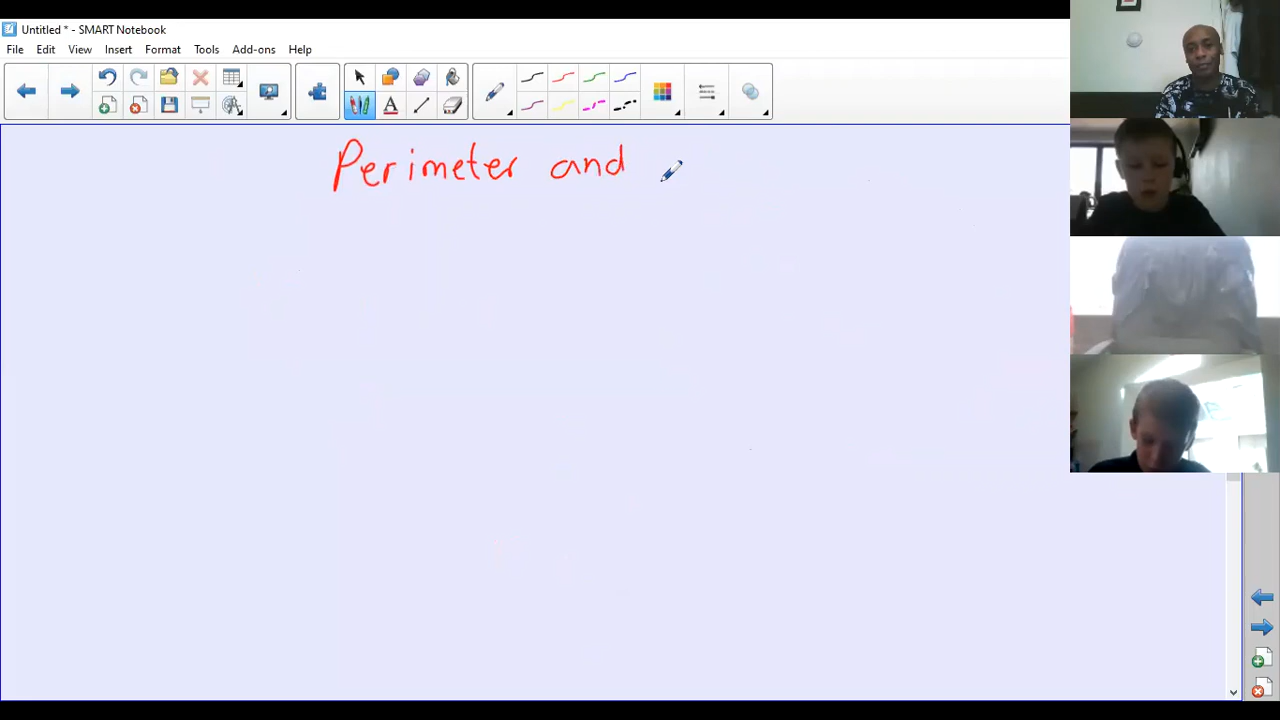 Untitled * - SMART Notebook
File Edit View Insert Format Tools Add-ons Help
Perimeter and